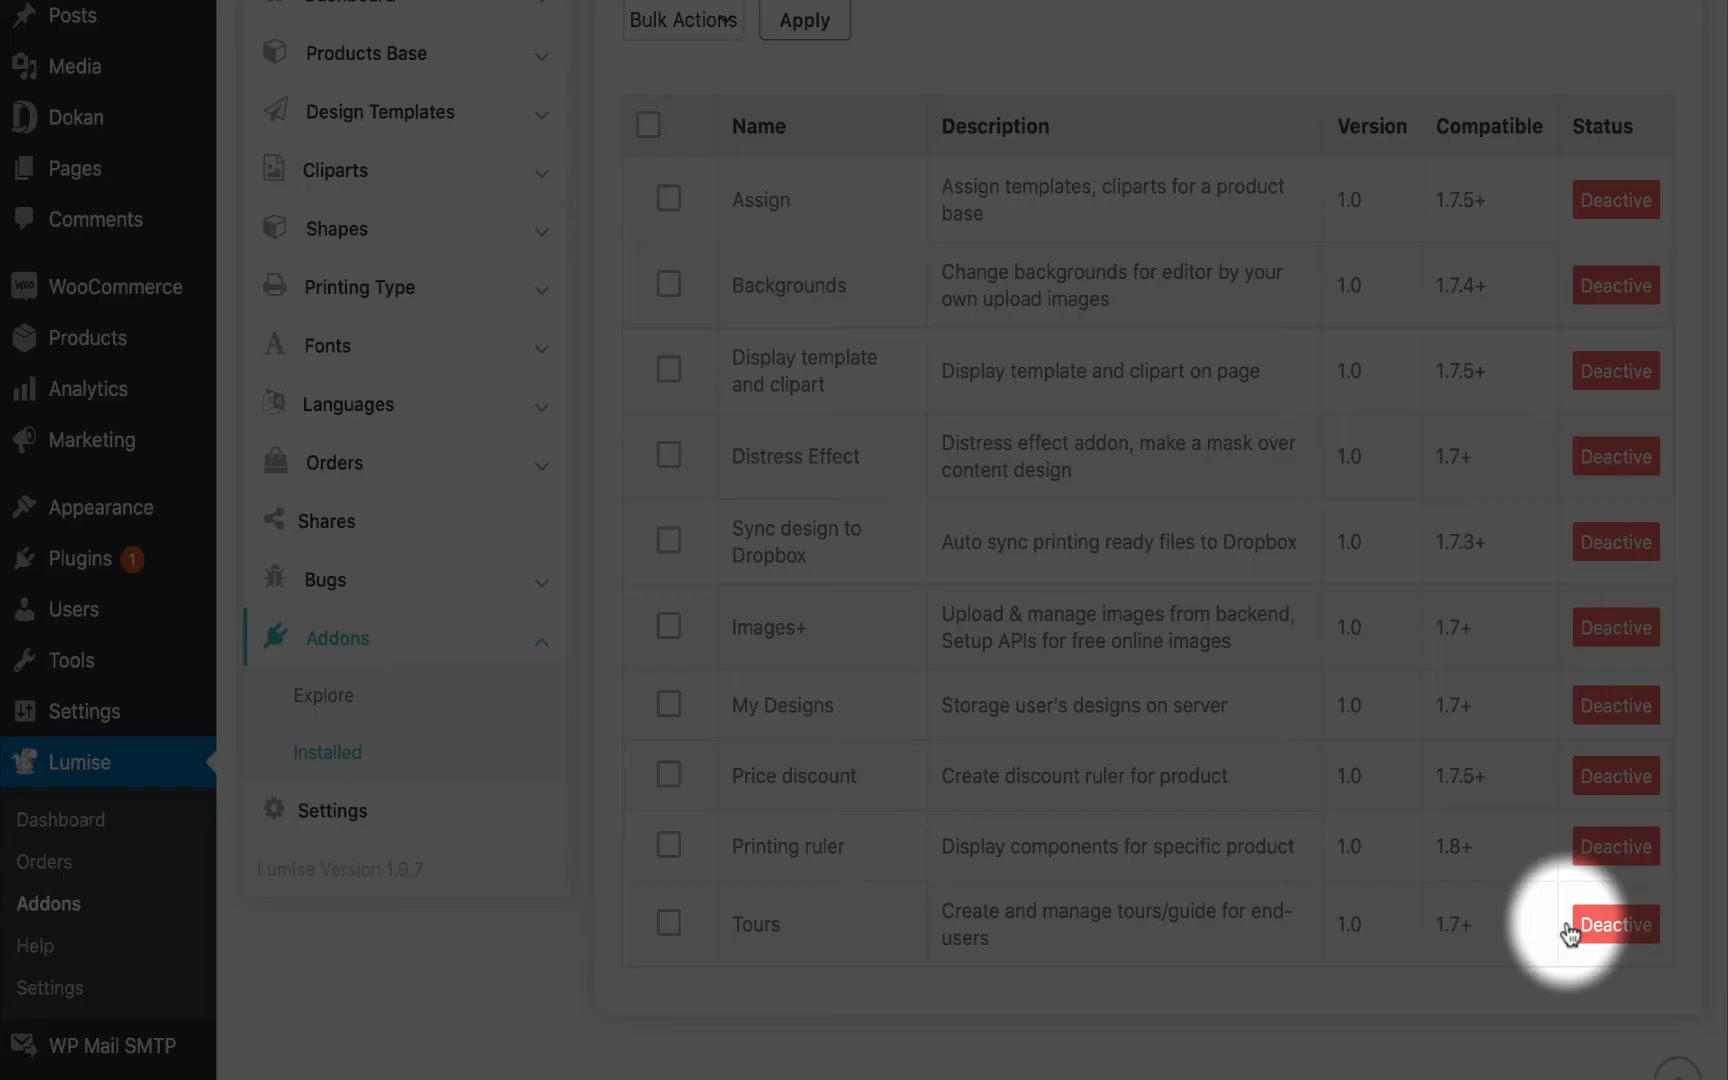 Posts
Media
Dokan
Pages
Comments
WooCommerce
Products
Analytics
Marketing
Appearance
Plugins 1
Users
Tools
Settings
Lumise
Dashboard
Orders
Addons
Help
Settings
WP Mail SMTP
Dashboard
Products Base
Design Templates
Cliparts
Shapes
Printing Type
Fonts
Languages
Orders
Shares
Bugs
Addons
Explore
Installed
Settings
Lumise Version 1.9.7
Bulk Actions Apply
Name Description Version Compatible Status
Assign Assign templates, cliparts for a product 1.0 1.7.5+ Deactive
base
Backgrounds Change backgrounds for editor by your 1.0 1.7.4+ Deactive
own upload images
Display template Display template and clipart on page 1.0 1.7.5+ Deactive
and clipart
Distress Effect Distress effect addon, make a mask over 1.0 1.7+ Deactive
content design
Sync design to Auto sync printing ready files to Dropbox 1.0 1.7.3+ Deactive
Dropbox
Images+ Upload & manage images from backend, 1.0 1.7+ Deactive
Setup APIs for free online images
My Designs Storage user's designs on server 1.0 1.7+ Deactive
Price discount Create discount ruler for product 1.0 1.7.5+ Deactive
Printing ruler Display components for specific product 1.0 1.8+ Deactive
Tours Create and manage tours/guide for end- 1.0 1.7+ Deactive
users